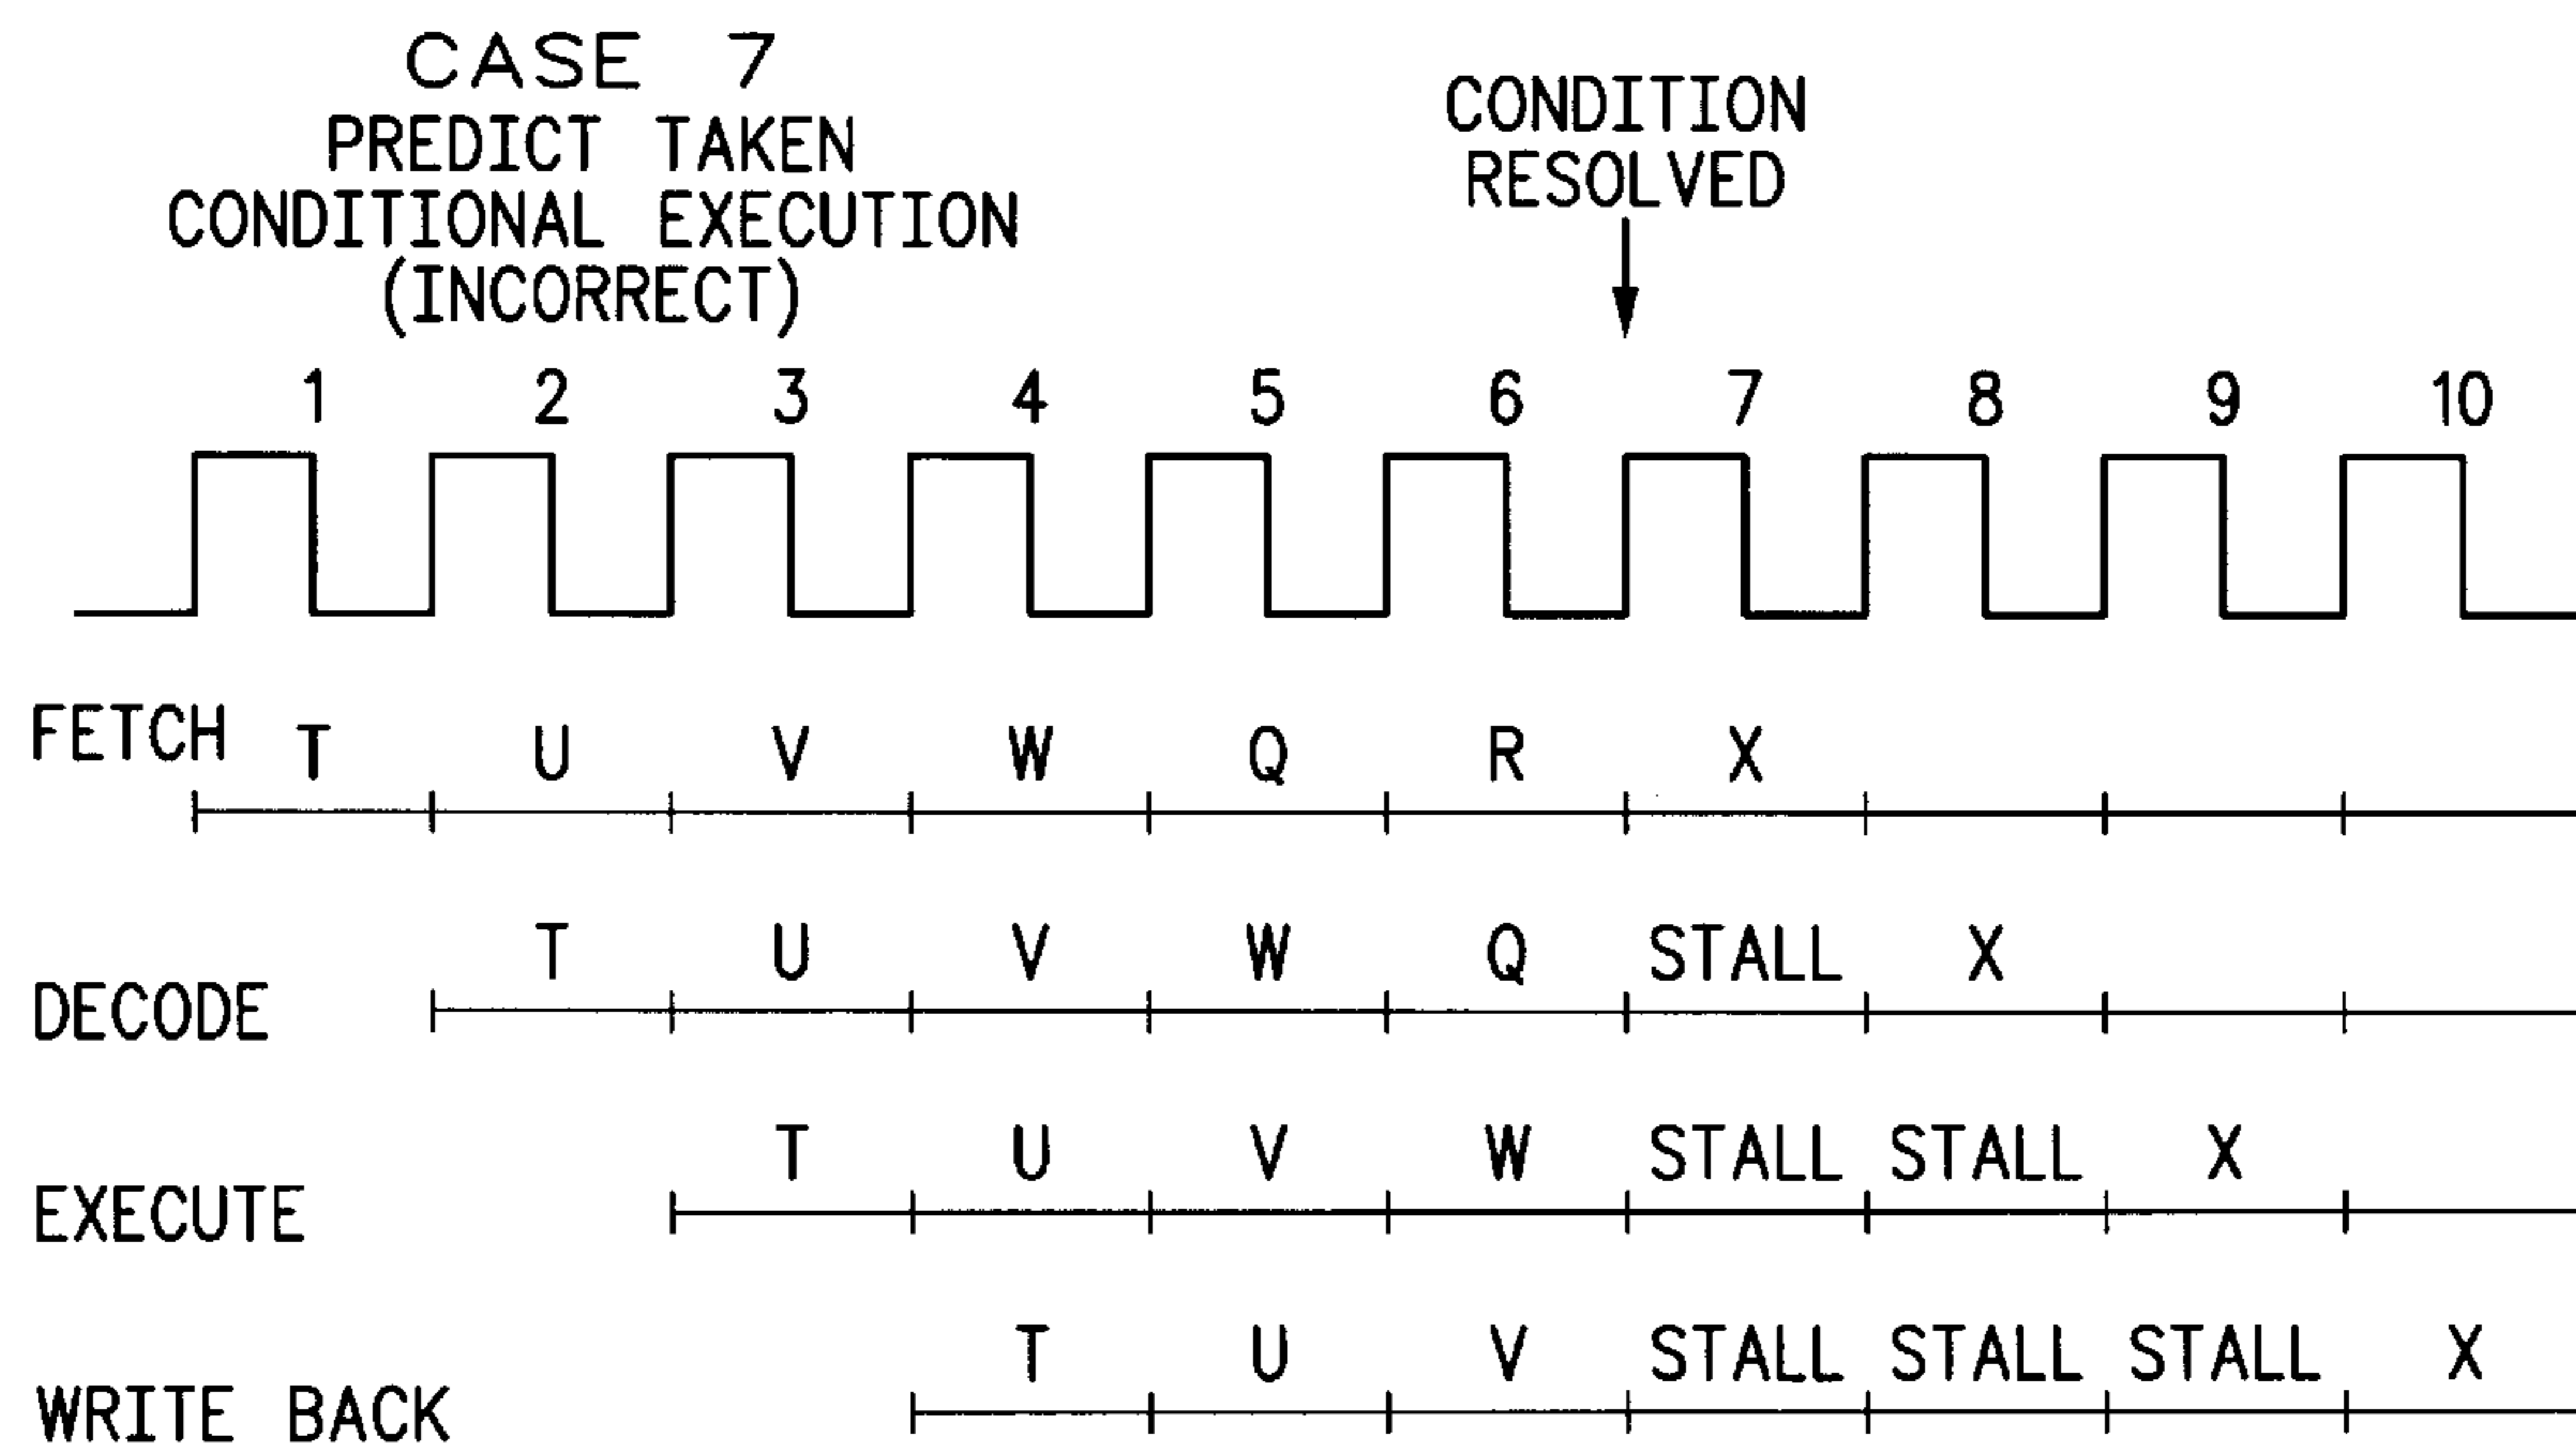 CASE 7
PREDICT TAKEN
CONDITIONAL EXECUTION
(INCORRECT)
CONDITION
RESOLVED
1 2 3 4 5 6 7 8 9 10
FETCH T U V W Q R X
DECODE T U V W Q STALL X
EXECUTE T U V W STALL STALL X
WRITE BACK T U V STALL STALL STALL X